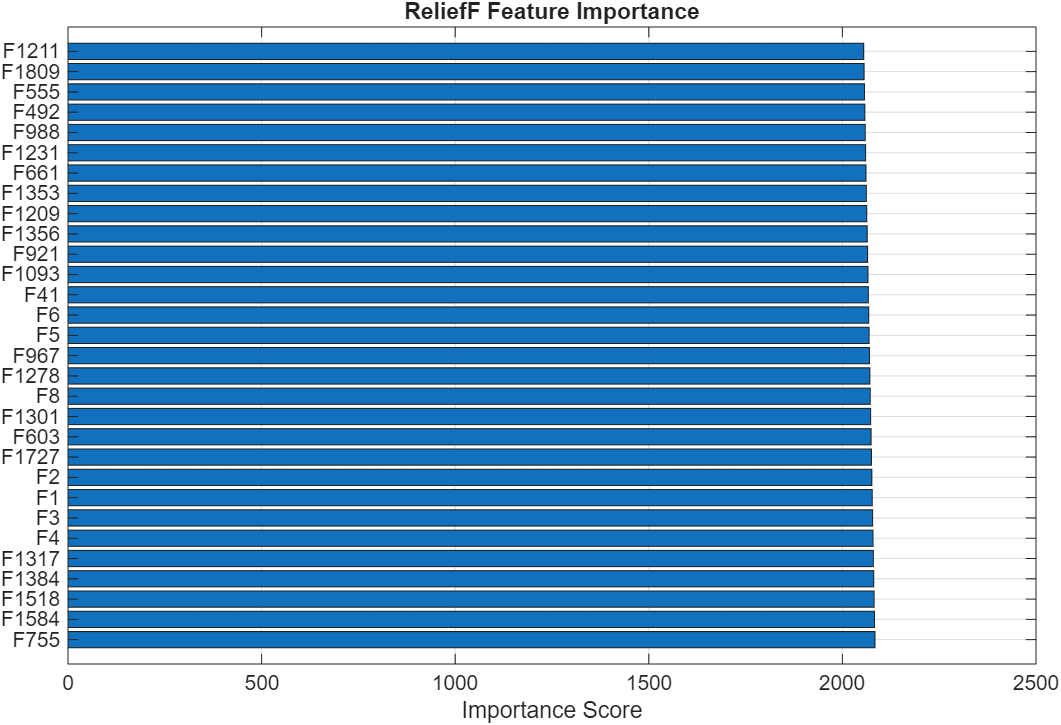 ReliefF Feature Importance
F1211
F1809
F555
F492
F988
F1231
F661
F1353
F1209
F1356
F921
F1093
F41
F6
F5
F967
F1278
F8
F1301
F603
F1727
F2
F1
F3
F4
F1317
F1384
F1518
F1584
F755
0 500 1000 1500 2000 2500
Importance Score